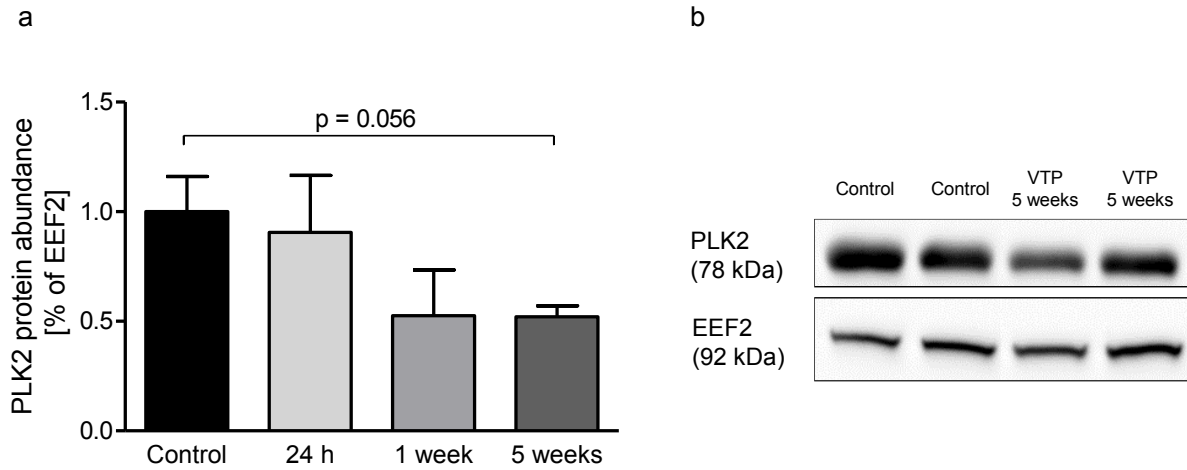 a
PLK2 protein abundance
[% of EEF2]
1.5
1.0
0.5
0.0
p = 0.056
Control
24 h
1 week
5 weeks
b
Control
Control
VTP
5 weeks
VTP
5 weeks
PLK2
(78 kDa)
EEF2
(92 kDa)